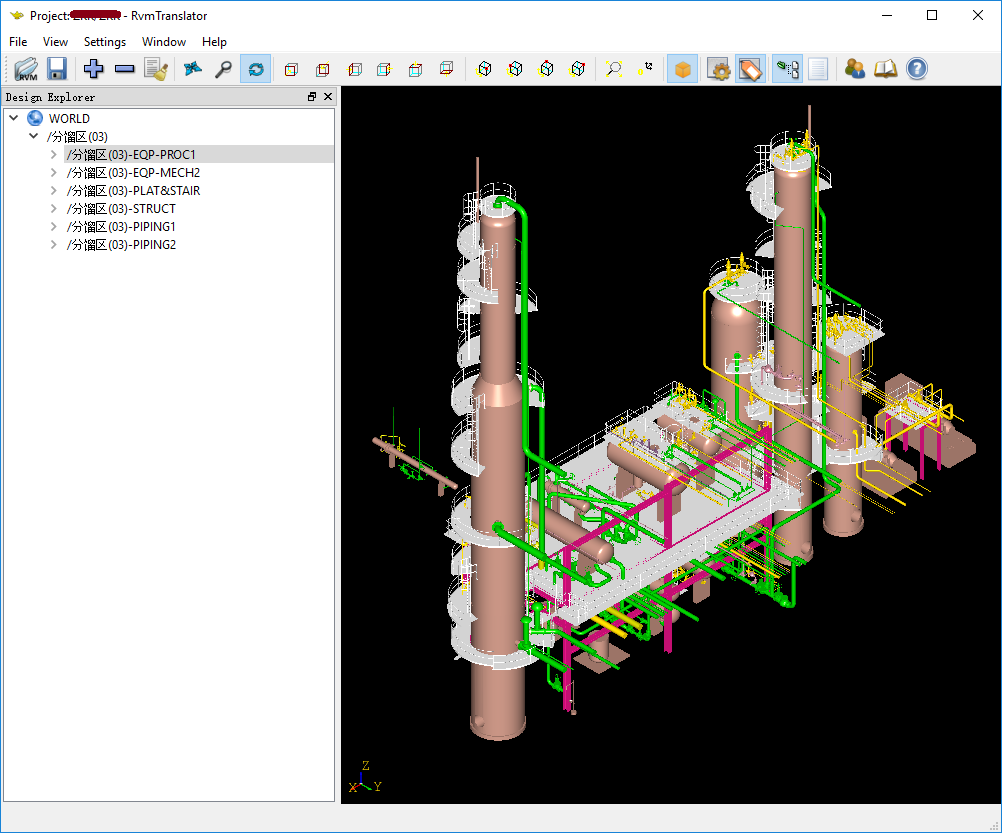 Project: - RvmTranslator
File View Settings Window Help
RVM
Design Explorer
WORLD
/分馏区(03)
/分馏区(03)-EQP-PROC1
/分馏区(03)-EQP-MECH2
/分馏区(03)-PLAT&STAIR
/分馏区(03)-STRUCT
/分馏区(03)-PIPING1
/分馏区(03)-PIPING2
Z
X Y